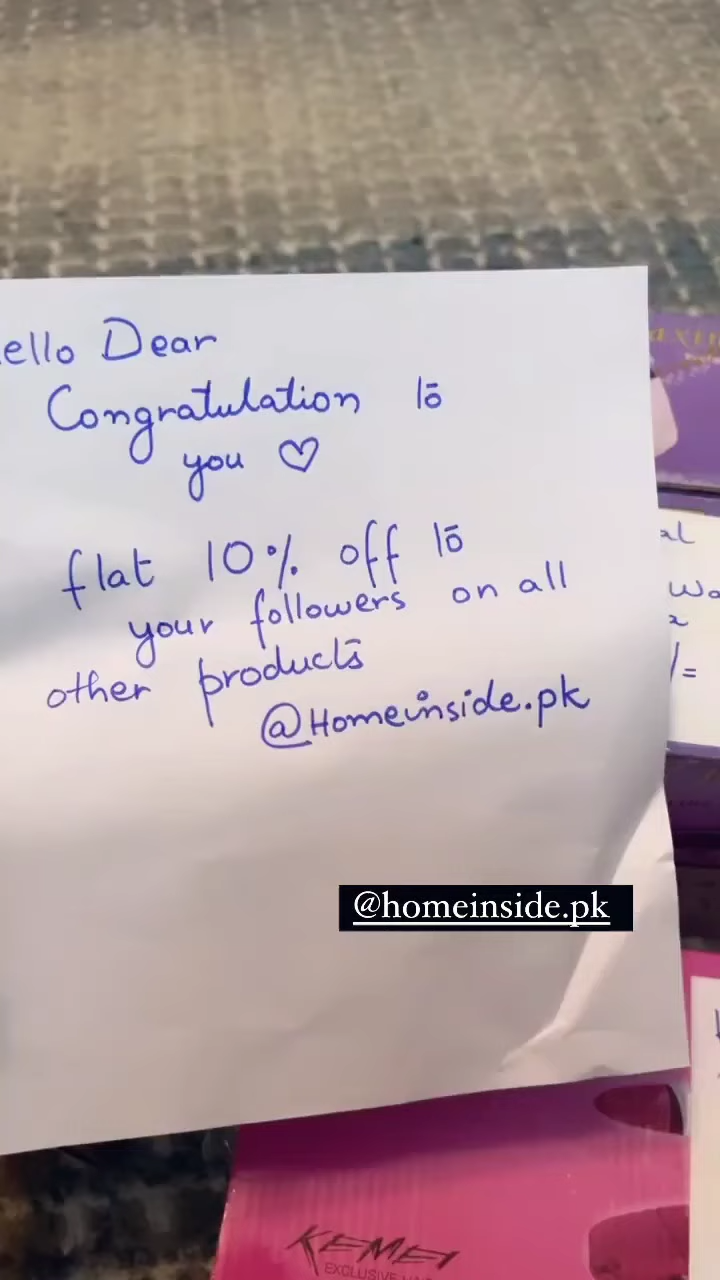 ello Dear
Congratulation to
you ♡
flat 10% off to
your followers on all
other products
@Homeinside.pk
@homeinside.pk
KEMEI